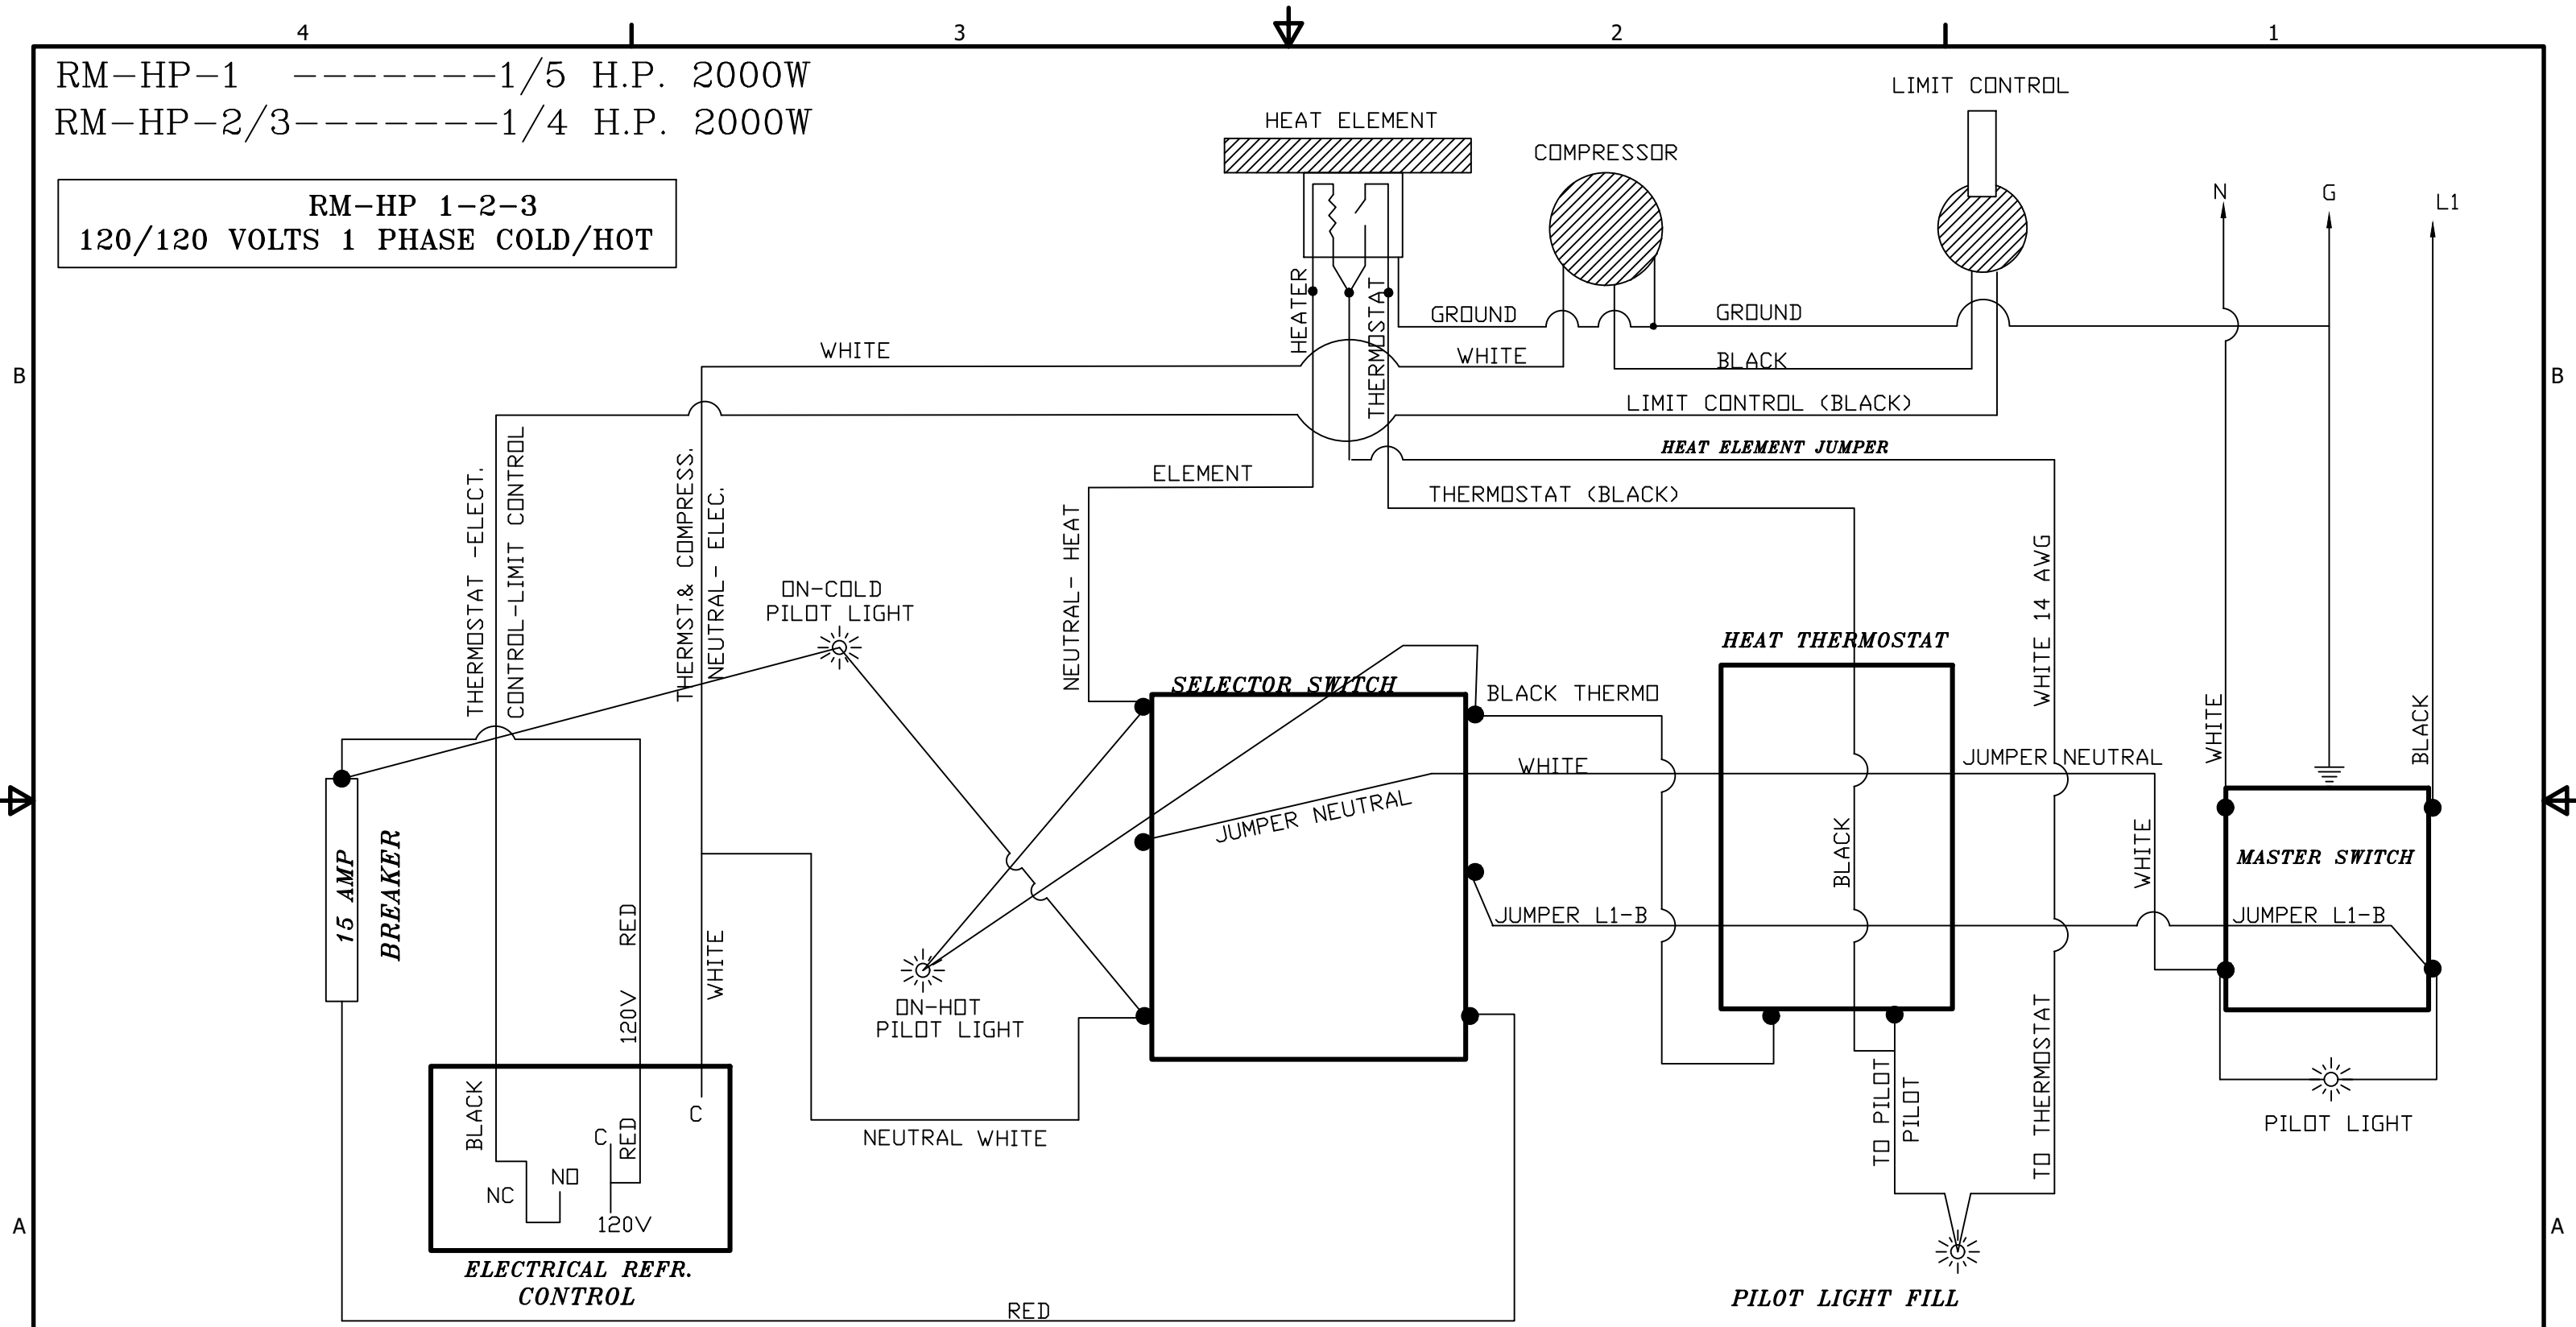 4
3
2
1
RM-HP-1 -------1/5 H.P. 2000W
RM-HP-2/3-------1/4 H.P. 2000W
RM-HP 1-2-3
120/120 VOLTS 1 PHASE COLD/HOT
HEAT ELEMENT
COMPRESSOR
LIMIT CONTROL
N
G
L1
HEATER
THERMOSTAT
GROUND
GROUND
WHITE
WHITE
BLACK
B
B
LIMIT CONTROL (BLACK)
HEAT ELEMENT JUMPER
ELEMENT
THERMOSTAT (BLACK)
THERMOSTAT -ELECT.
CONTROL-LIMIT CONTROL
THERMST.& COMPRESS.
NEUTRAL- ELEC.
NEUTRAL- HEAT
WHITE 14 AWG
ON-COLD
PILOT LIGHT
HEAT THERMOSTAT
SELECTOR SWITCH
BLACK THERMO
WHITE
BLACK
JUMPER NEUTRAL
WHITE
JUMPER NEUTRAL
15 AMP
BREAKER
BLACK
WHITE
MASTER SWITCH
RED
120V
WHITE
JUMPER L1-B
JUMPER L1-B
ON-HOT
PILOT LIGHT
TO THERMOSTAT
TO PILOT
PILOT
BLACK
C
RED
C
NO
NC
120V
NEUTRAL WHITE
PILOT LIGHT
A
A
ELECTRICAL REFR.
CONTROL
PILOT LIGHT FILL
RED